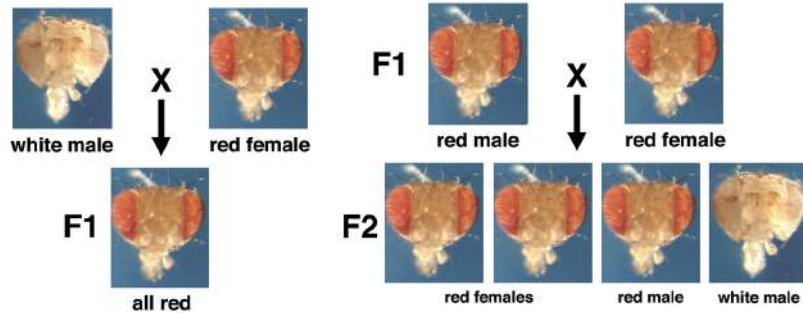 X
white male red female
F1
all red
F1
X
red male red female
F2
red females red male white male